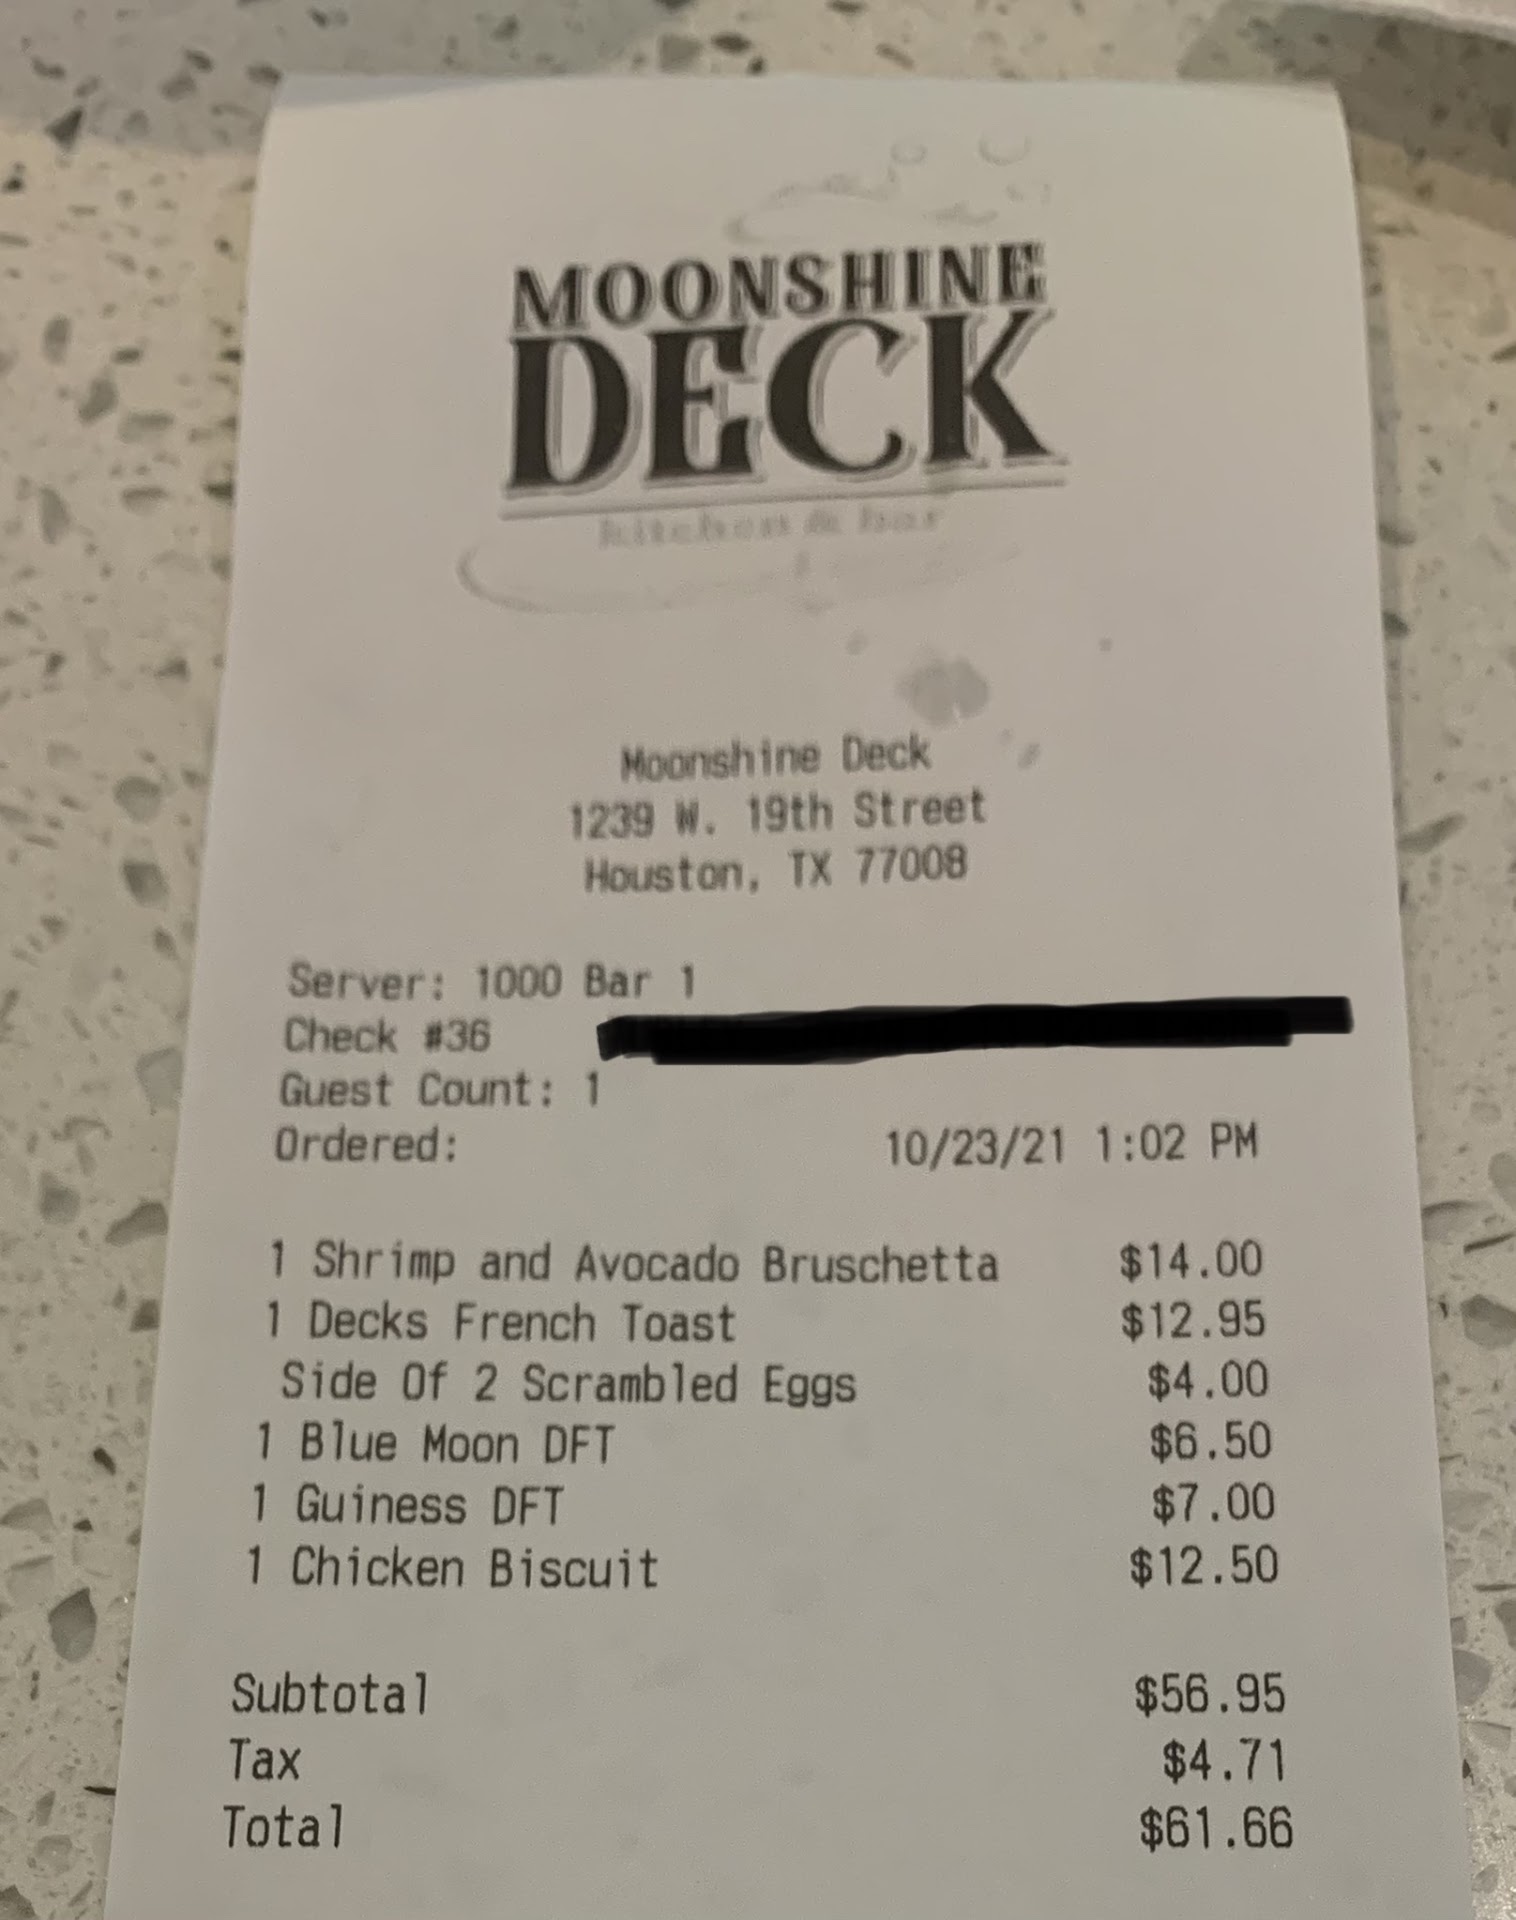 MOONSHINE
DECK
kitchen & bar
Moonshine Deck
1239 W. 19th Street
Houston, TX 77008
Server: 1000 Bar 1
Check #36
Guest Count: 1
Ordered: 10/23/21 1:02 PM
1 Shrimp and Avocado Bruschetta $14.00
1 Decks French Toast $12.95
Side Of 2 Scrambled Eggs $4.00
1 Blue Moon DFT $6.50
1 Guiness DFT $7.00
1 Chicken Biscuit $12.50
Subtotal $56.95
Tax $4.71
Total $61.66